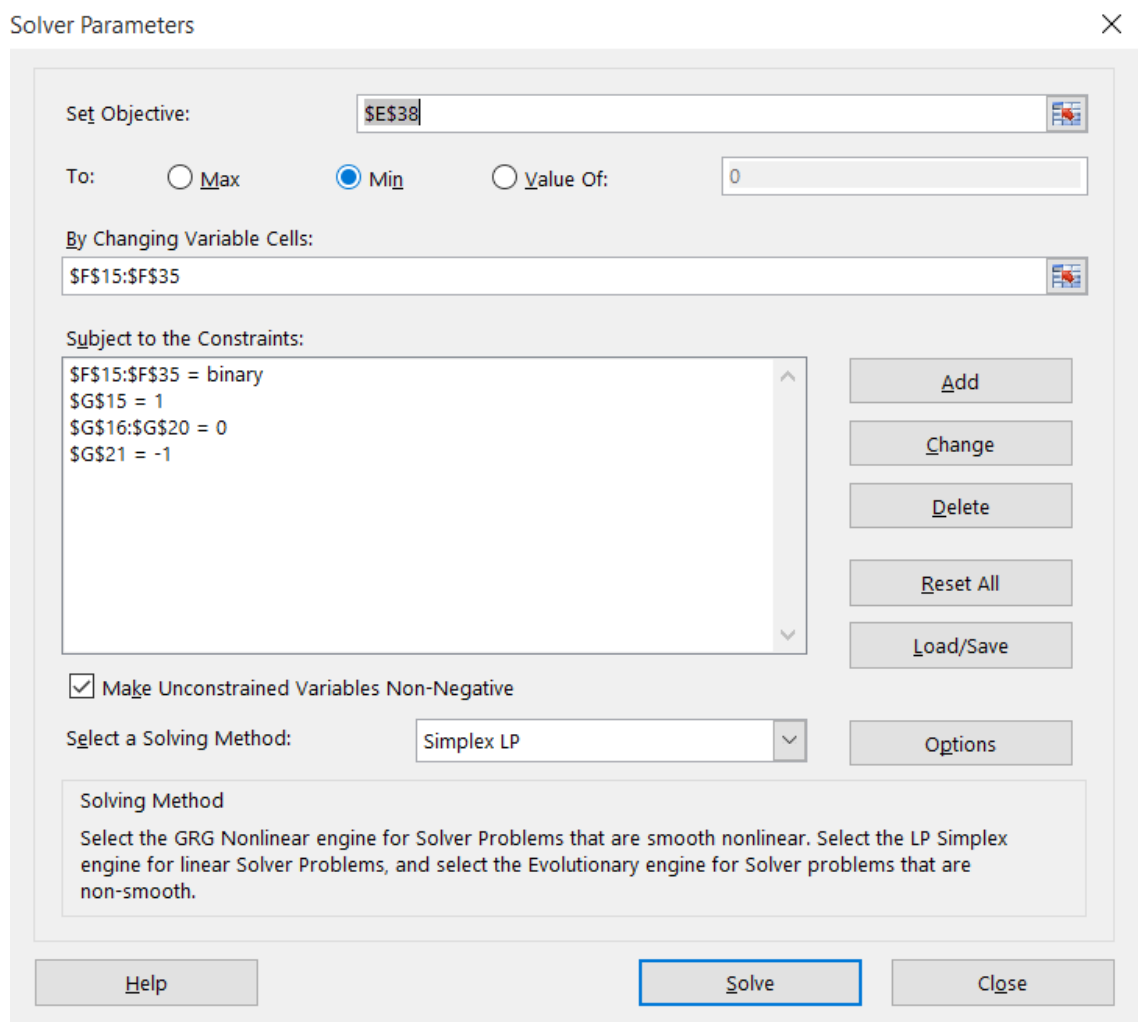 Solver Parameters
Set Objective:
$E$38
To:
Max
Min
Value Of:
0
By Changing Variable Cells:
$F$15:$F$35
Subject to the Constraints:
$F$15:$F$35 = binary
$G$15 = 1
$G$16:$G$20 = 0
$G$21 = -1
Add
Change
Delete
Reset All
Load/Save
Make Unconstrained Variables Non-Negative
Select a Solving Method:
Simplex LP
Options
Solving Method
Select the GRG Nonlinear engine for Solver Problems that are smooth nonlinear. Select the LP Simplex
engine for linear Solver Problems, and select the Evolutionary engine for Solver problems that are
non-smooth.
Help
Solve
Close